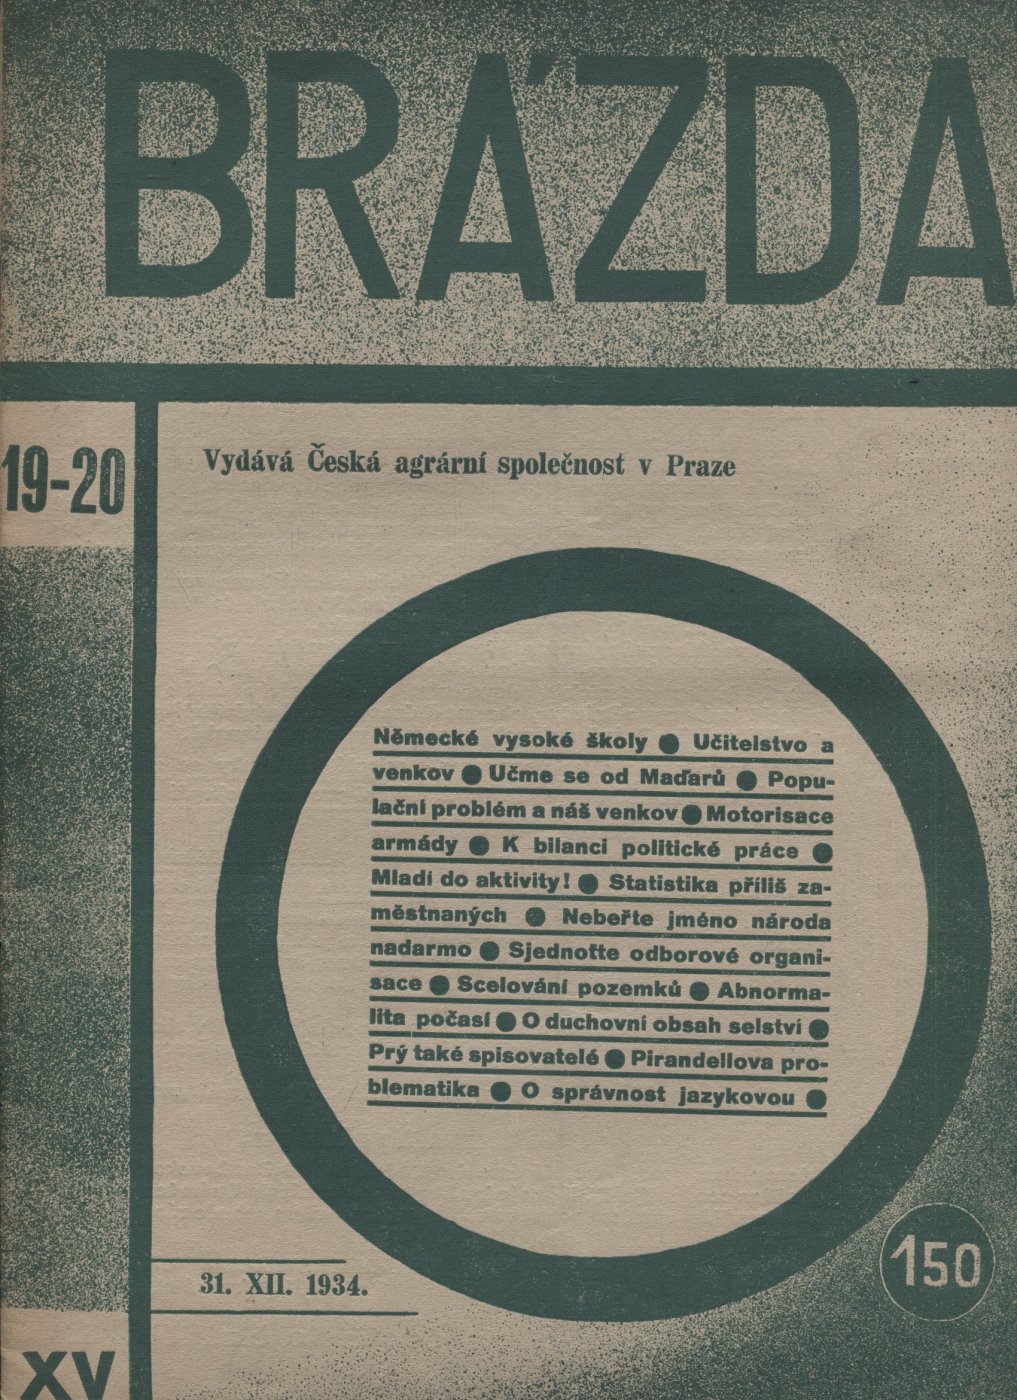 BRÁZDA
19-20
Vydává Česká agrární společnost v Praze
Německé vysoké školy ● Učitelstvo a
venkov ● Učme se od Maďarů ● Popu-
lační problém a náš venkov ● Motorisace
armády ● K bilanci politické práce ●
Mladí do aktivity! ● Statistika příliš za-
městnaných ● Nebeřte jméno národa
nadarmo ● Sjednoťte odborové organi-
sace ● Scelování pozemků ● Abnorma-
lita počasí ● O duchovní obsah selství ●
Prý také spisovatelé ● Pirandellova pro-
blematika ● O správnost jazykovou ●
150
31. XII. 1934.
XV